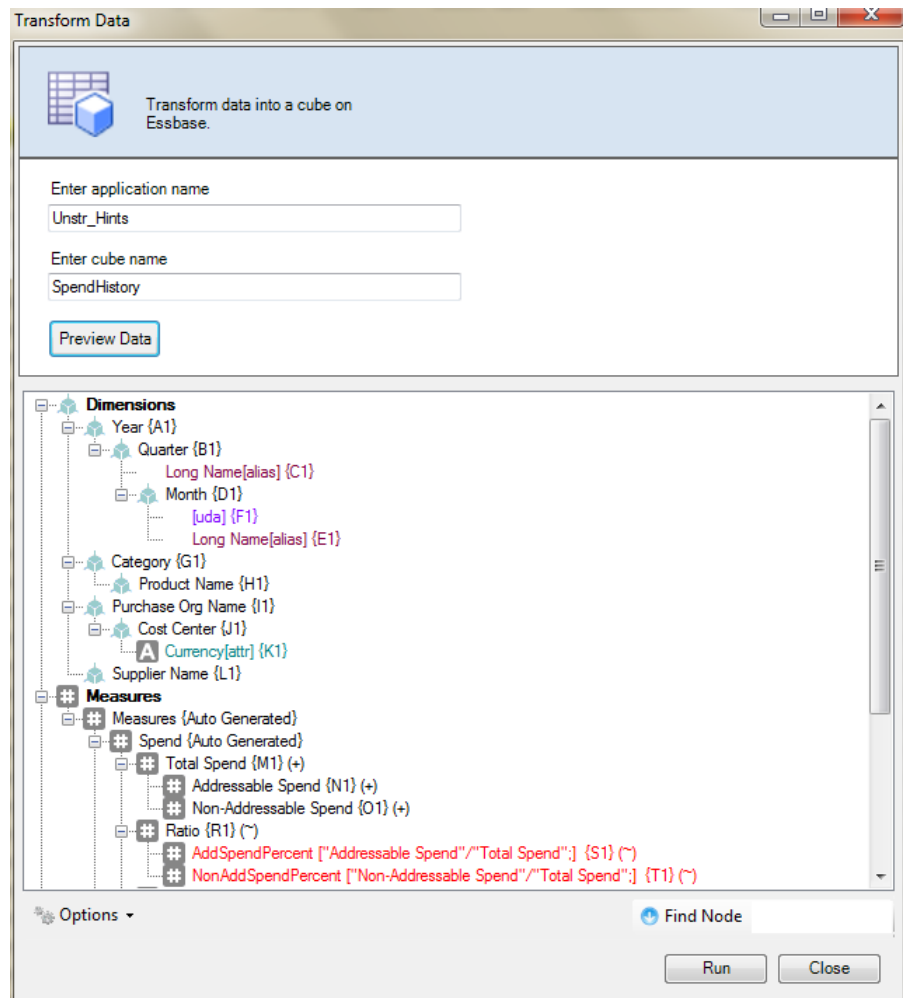 Transform Data
Transform data into a cube on
Essbase.
Enter application name
Unstr_Hints
Enter cube name
SpendHistory
Preview Data
Dimensions
Year {A1}
Quarter {B1}
Long Name[alias] {C1}
Month {D1}
[uda] {F1}
Long Name[alias] {E1}
Category {G1}
Product Name {H1}
Purchase Org Name {I1}
Cost Center {J1}
A Currency[attr] {K1}
Supplier Name {L1}
# Measures
# Measures {Auto Generated}
# Spend {Auto Generated}
# Total Spend {M1} (+)
# Addressable Spend {N1} (+)
# Non-Addressable Spend {O1} (+)
# Ratio {R1} (~)
# AddSpendPercent ["Addressable Spend"/"Total Spend";] {S1} (~)
# NonAddSpendPercent ["Non-Addressable Spend"/"Total Spend";] {T1} (~)
Options
Find Node
Run
Close